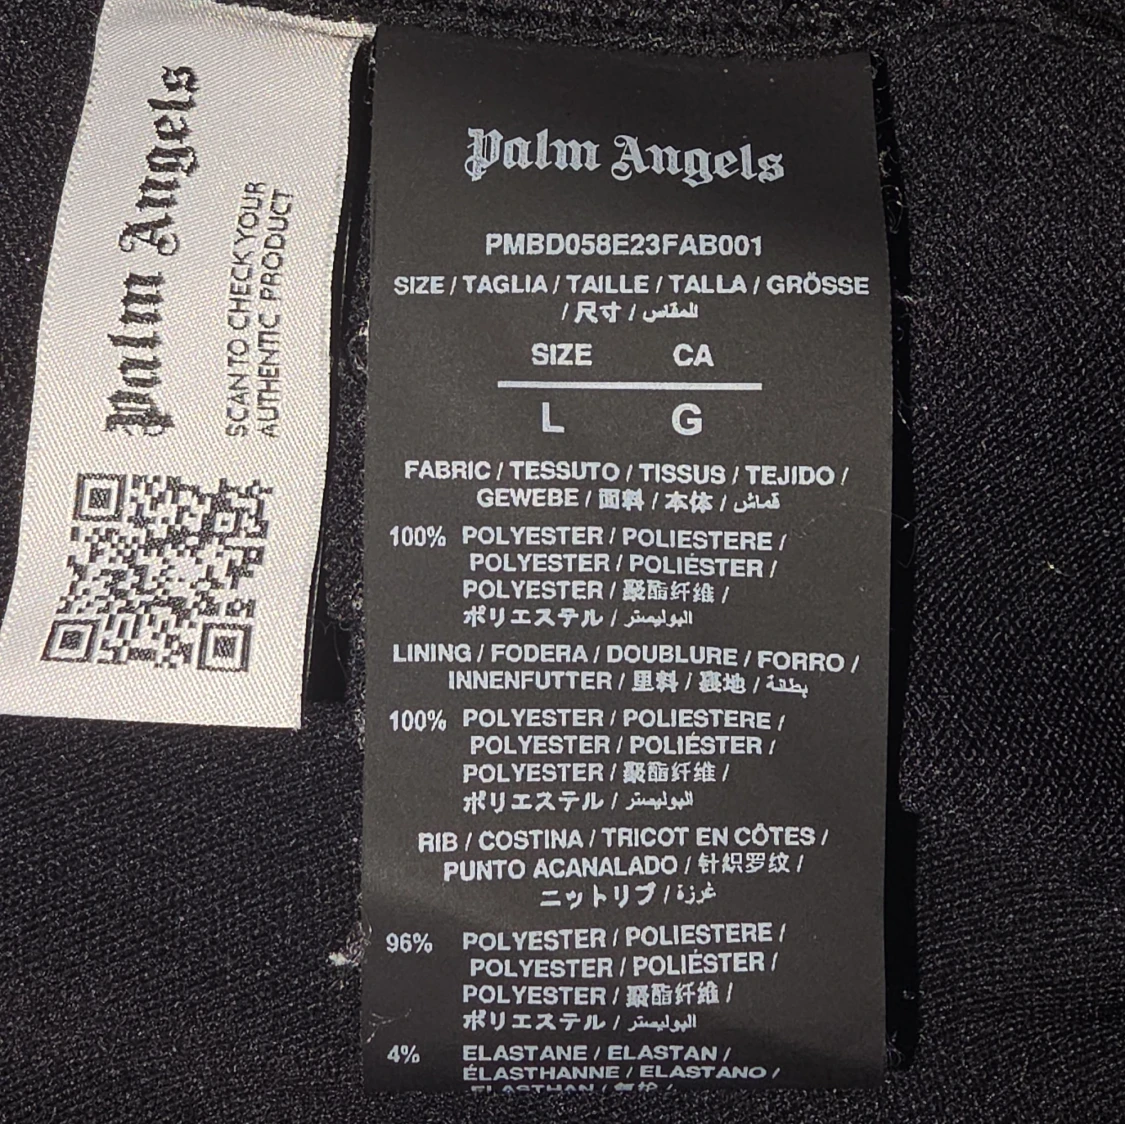 Palm Angels
SCAN TO CHECK YOUR
AUTHENTIC PRODUCT
Palm Angels
PMBD058E23FAB001
SIZE / TAGLIA / TAILLE / TALLA / GRÖSSE
/ 尺寸 / المقاس
SIZE CA
L G
FABRIC / TESSUTO / TISSUS / TEJIDO /
GEWEBE / 面料 / 本体 / قماش
100% POLYESTER / POLIESTERE /
POLYESTER / POLIÉSTER /
POLYESTER / 聚酯纤维 /
ポリエステル / البوليستر
LINING / FODERA / DOUBLURE / FORRO /
INNENFUTTER / 里料 / 裏地 / بطانة
100% POLYESTER / POLIESTERE /
POLYESTER / POLIÉSTER /
POLYESTER / 聚酯纤维 /
ポリエステル / البوليستر
RIB / COSTINA / TRICOT EN CÔTES /
PUNTO ACANALADO / 针织罗纹 /
ニットリブ / غرزة
96% POLYESTER / POLIESTERE /
POLYESTER / POLIÉSTER /
POLYESTER / 聚酯纤维 /
ポリエステル / البوليستر
4% ELASTANE / ELASTAN /
ÉLASTHANNE / ELASTANO /
ELASTHAN /